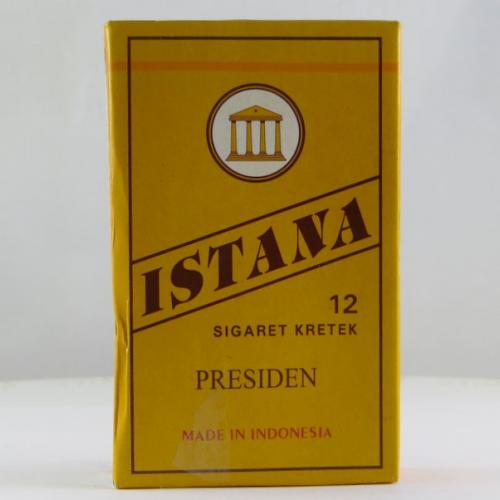 ISTANA
12
SIGARET KRETEK
PRESIDEN
MADE IN INDONESIA